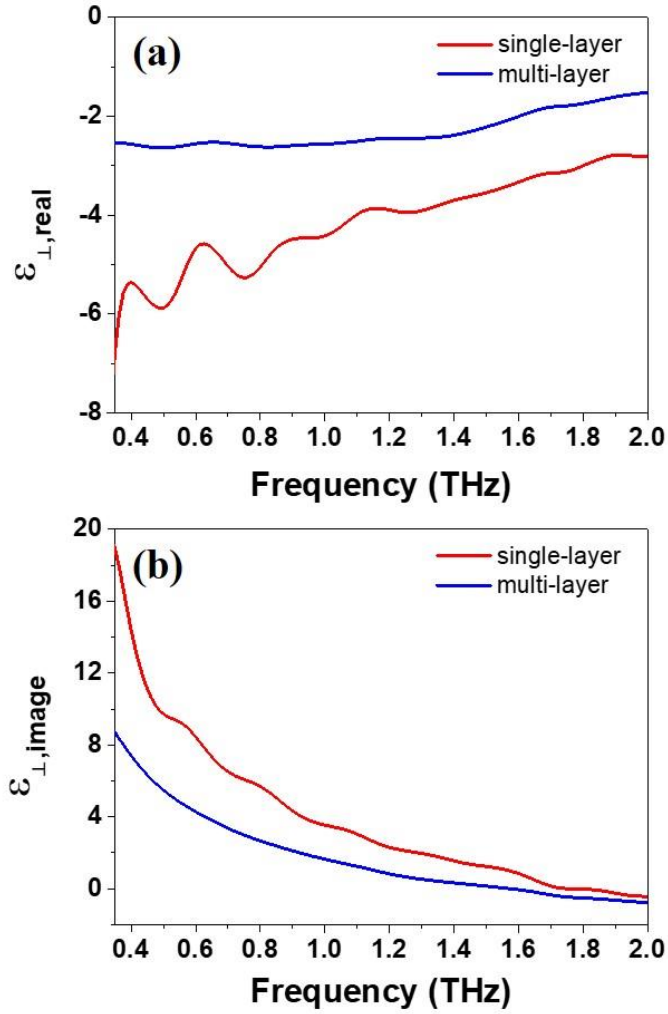 (a)
single-layer
multi-layer
0
-2
-4
-6
-8
ε⊥,real
0.4 0.6 0.8 1.0 1.2 1.4 1.6 1.8 2.0
Frequency (THz)
(b)
single-layer
multi-layer
20
16
12
8
4
0
ε⊥,image
0.4 0.6 0.8 1.0 1.2 1.4 1.6 1.8 2.0
Frequency (THz)